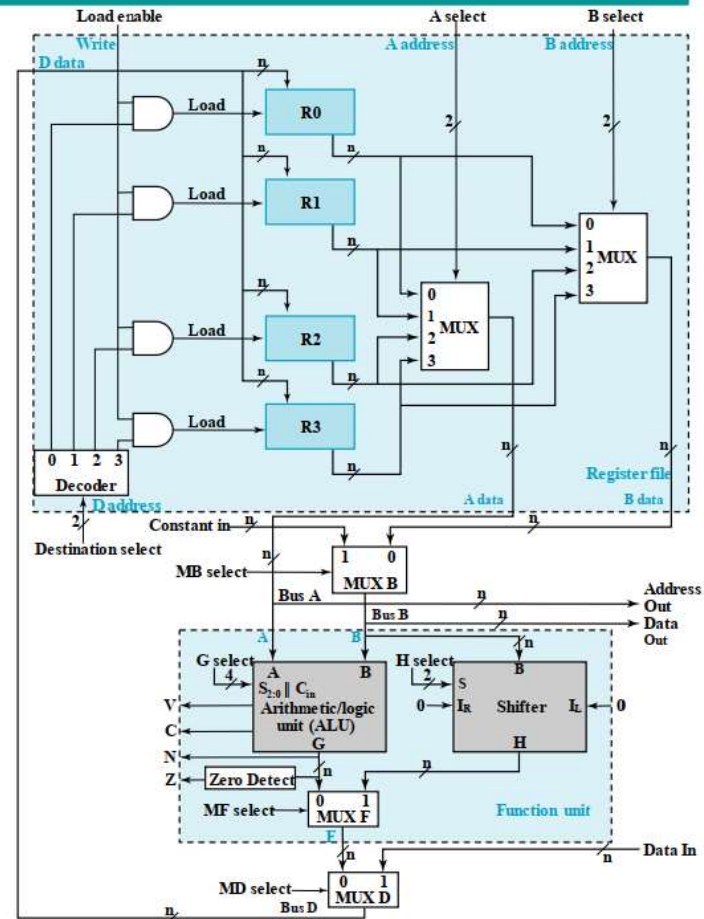 Load enable
A select
B select
Write
A address
B address
D data
n
Load
R0
2
2
n
n
Load
R1
0
1
MUX
2
3
n
n
0
1
MUX
2
3
Load
R2
n
n
Load
R3
n
n
n
0 1 2 3
Decoder
Register file
D address
A data
B data
2
Constant in
n
n
Destination select
n
1 0
MB select
MUX B
Bus A
n
Address
Out
Bus B
n
Data
Out
A
B
n
G select
4
A
B
H select
2
B
S2:0 || Cin
S
V
Arithmetic/logic
unit (ALU)
0
IR
Shifter
IL
0
C
G
H
N
n
n
Z
Zero Detect
0 1
MF select
MUX F
Function unit
F
n
n
Data In
0 1
MD select
MUX D
n
Bus D